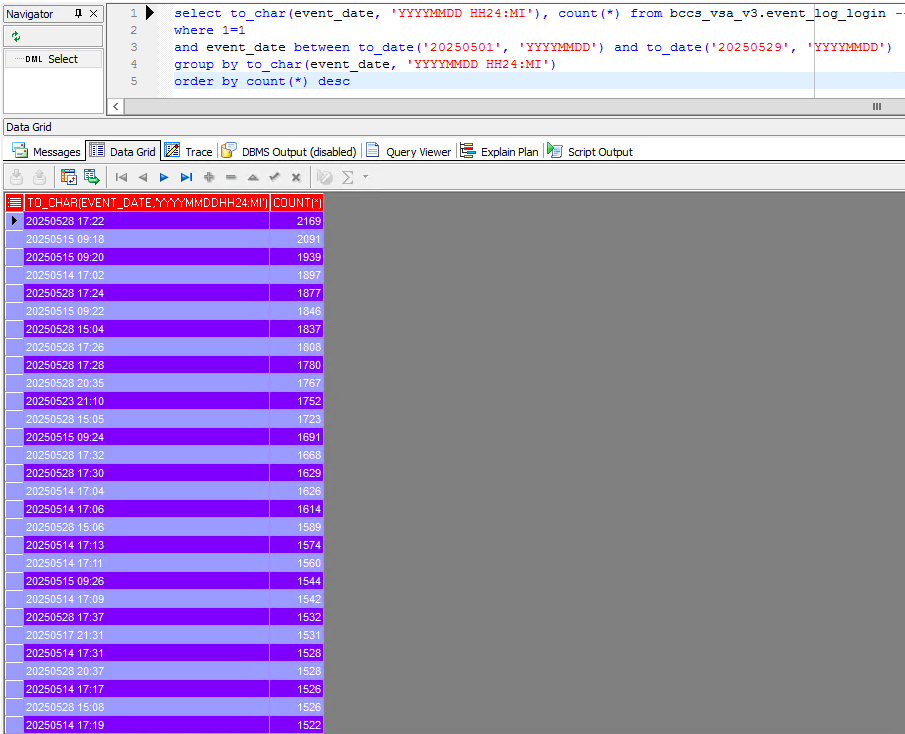 Navigator
DML Select
1 select to_char(event_date, 'YYYYMMDD HH24:MI'), count(*) from bccs_vsa_v3.event_log_login --
2 where 1=1
3 and event_date between to_date('20250501', 'YYYYMMDD') and to_date('20250529', 'YYYYMMDD')
4 group by to_char(event_date, 'YYYYMMDD HH24:MI')
5 order by count(*) desc
Data Grid
Messages Data Grid Trace DBMS Output (disabled) Query Viewer Explain Plan Script Output
TO_CHAR(EVENT_DATE,'YYYYMMDDHH24:MI') COUNT(*)
20250528 17:22 2169
20250515 09:18 2091
20250515 09:20 1939
20250514 17:02 1897
20250528 17:24 1877
20250515 09:22 1846
20250528 15:04 1837
20250528 17:26 1808
20250528 17:28 1780
20250528 20:35 1767
20250523 21:10 1752
20250528 15:05 1723
20250515 09:24 1691
20250528 17:32 1668
20250528 17:30 1629
20250514 17:04 1626
20250514 17:06 1614
20250528 15:06 1589
20250514 17:13 1574
20250514 17:11 1560
20250515 09:26 1544
20250514 17:09 1542
20250528 17:37 1532
20250517 21:31 1531
20250514 17:31 1528
20250528 20:37 1528
20250514 17:17 1526
20250528 15:08 1526
20250514 17:19 1522